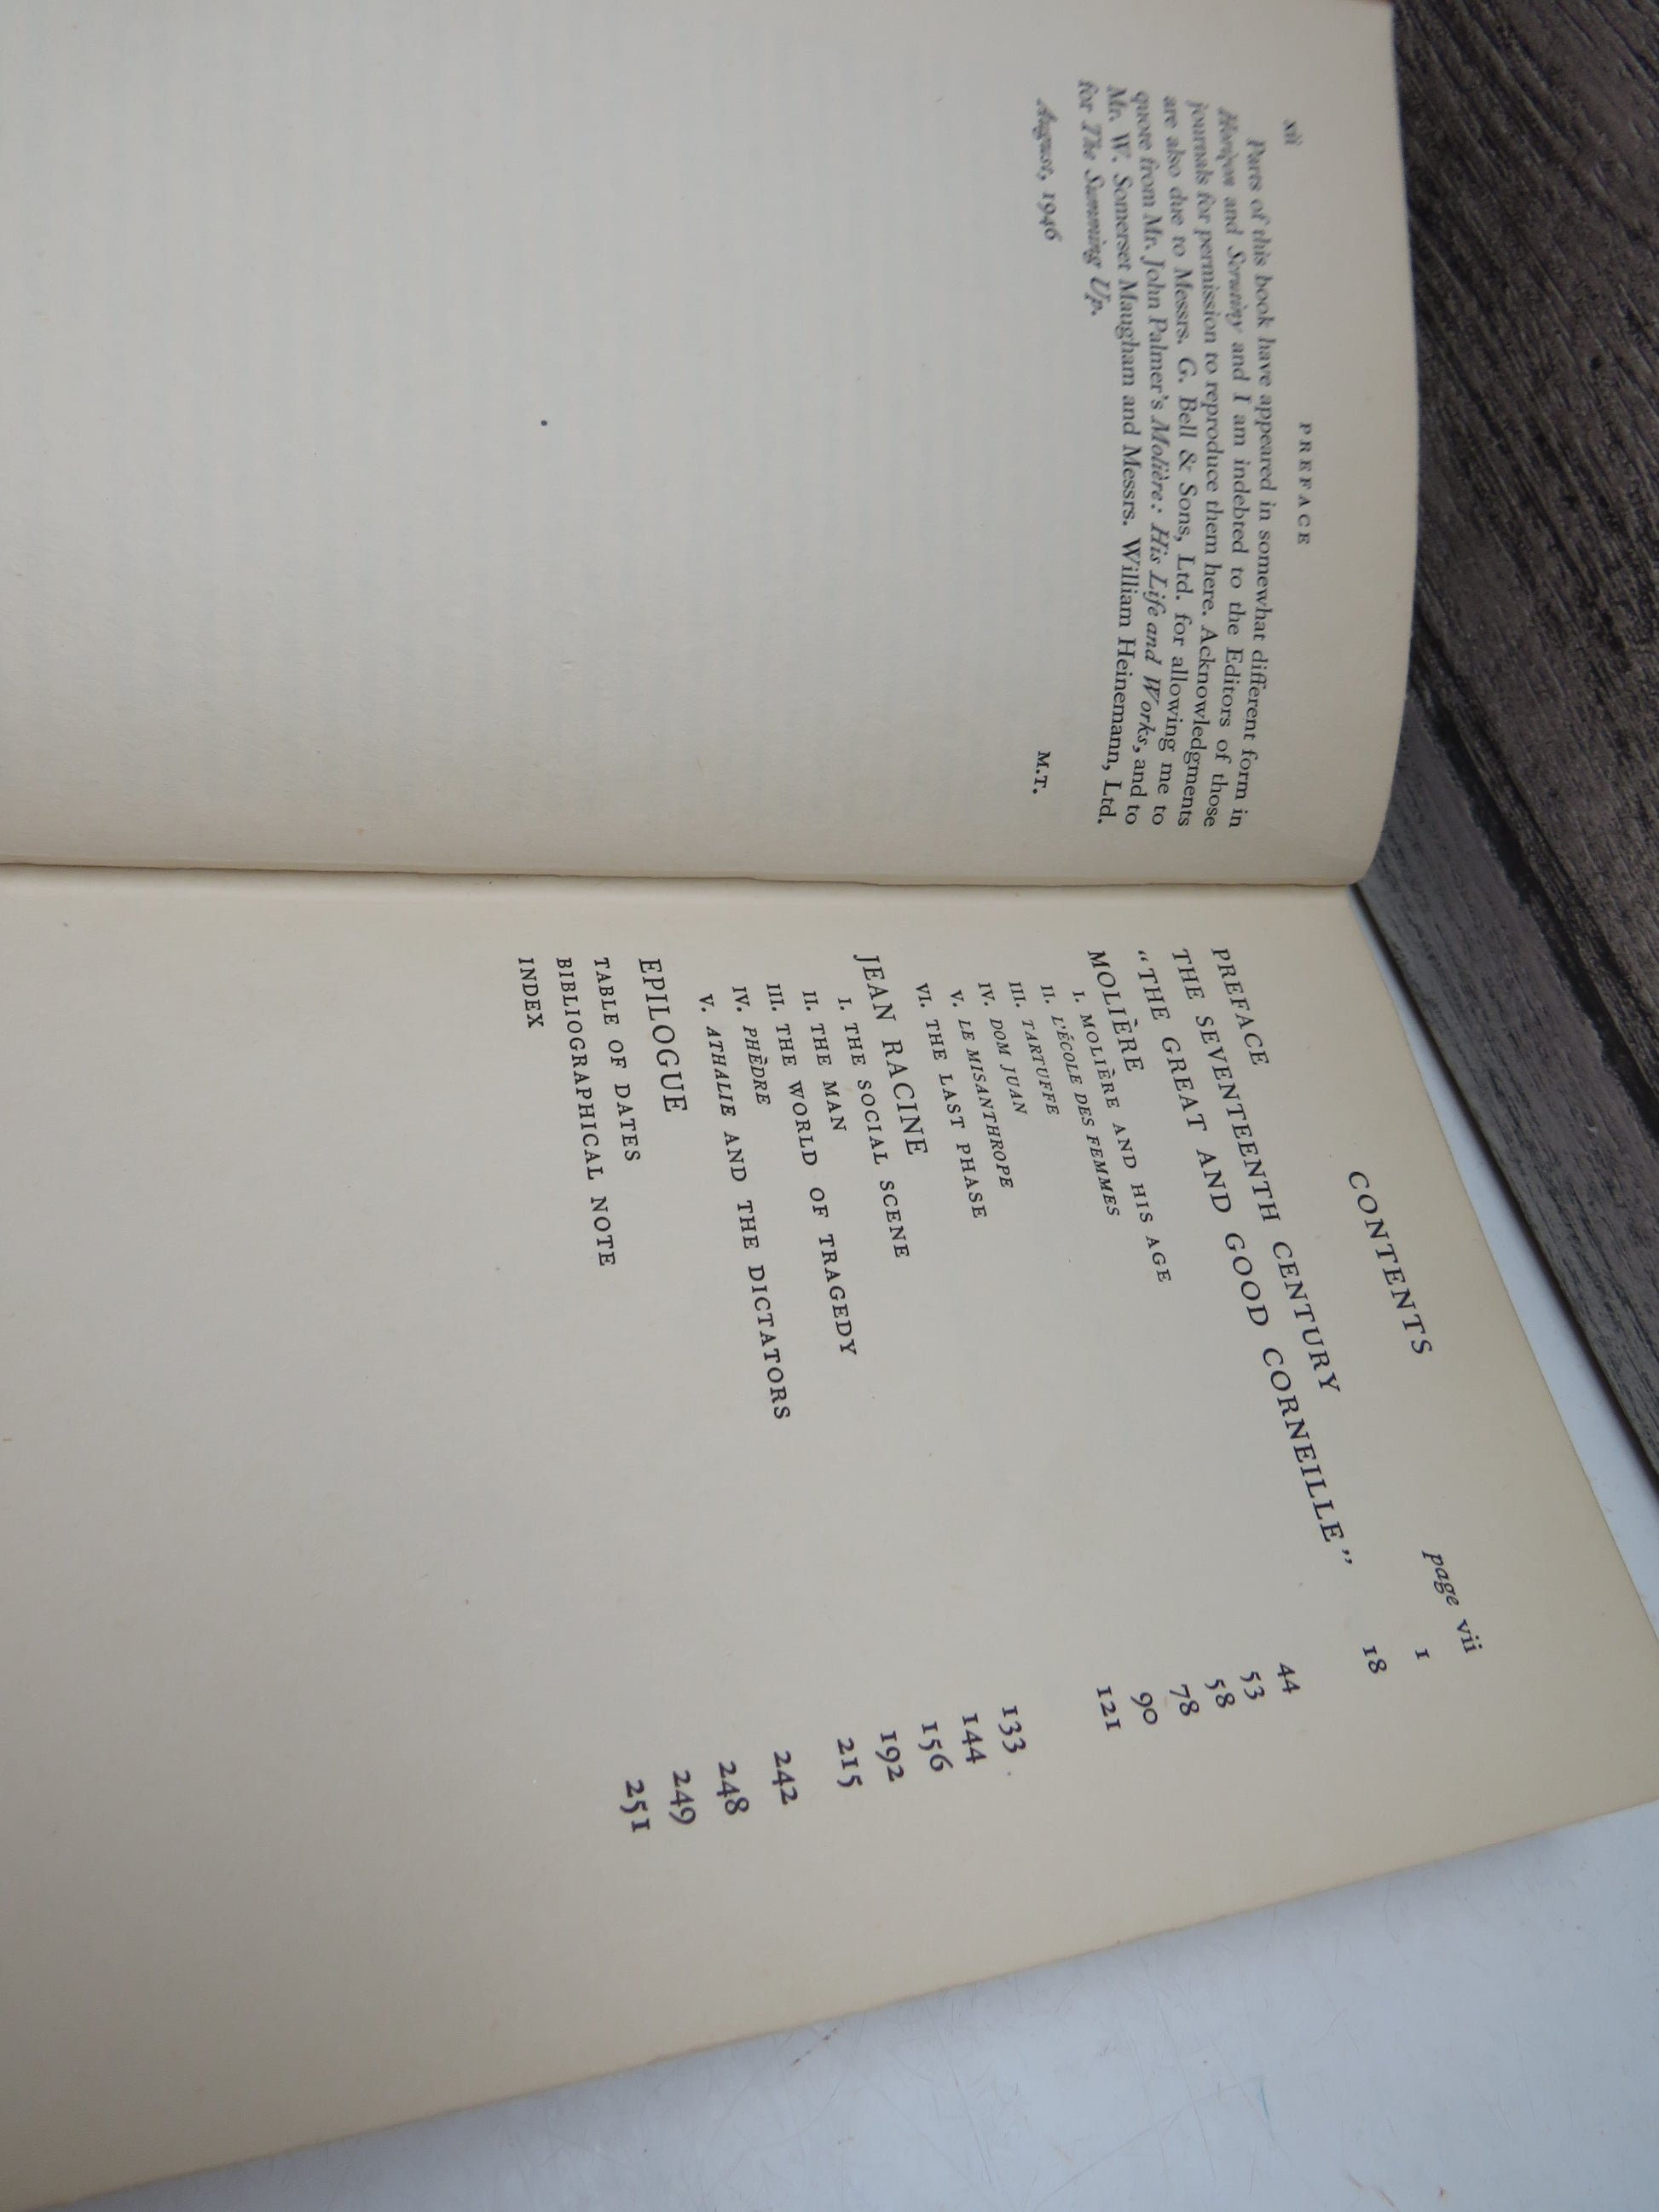 xii
PREFACE
Parts of this book have appeared in somewhat different form in
Horizon and Scrutiny and I am indebted to the Editors of those
journals for permission to reproduce them here. Acknowledgments
are also due to Messrs. G. Bell & Sons, Ltd. for allowing me to
quote from Mr. John Palmer's Molière: His Life and Works, and to
Mr. W. Somerset Maugham and Messrs. William Heinemann, Ltd.
for The Summing Up.
M.T.
August, 1946
CONTENTS
PREFACE page vii
THE SEVENTEENTH CENTURY 1
“THE GREAT AND GOOD CORNEILLE” 18
MOLIÈRE
I. MOLIÈRE AND HIS AGE 44
II. L'ÉCOLE DES FEMMES 53
III. TARTUFFE 58
IV. DOM JUAN 78
V. LE MISANTHROPE 90
VI. THE LAST PHASE 121
JEAN RACINE
I. THE SOCIAL SCENE 133
II. THE MAN 144
III. THE WORLD OF TRAGEDY 156
IV. PHÈDRE 192
V. ATHALIE AND THE DICTATORS 215
EPILOGUE 242
TABLE OF DATES 248
BIBLIOGRAPHICAL NOTE 249
INDEX 251